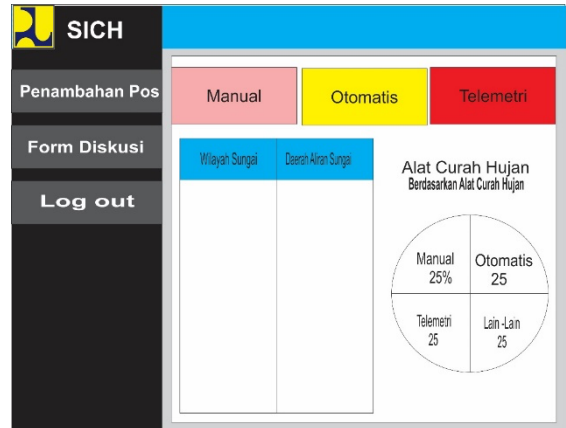 SICH
Penambahan Pos
Form Diskusi
Log out
Manual
Otomatis
Telemetri
Wilayah Sungai
Daerah Aliran Sungai
Alat Curah Hujan
Berdasarkan Alat Curah Hujan
Manual
25%
Otomatis
25
Telemetri
25
Lain -Lain
25